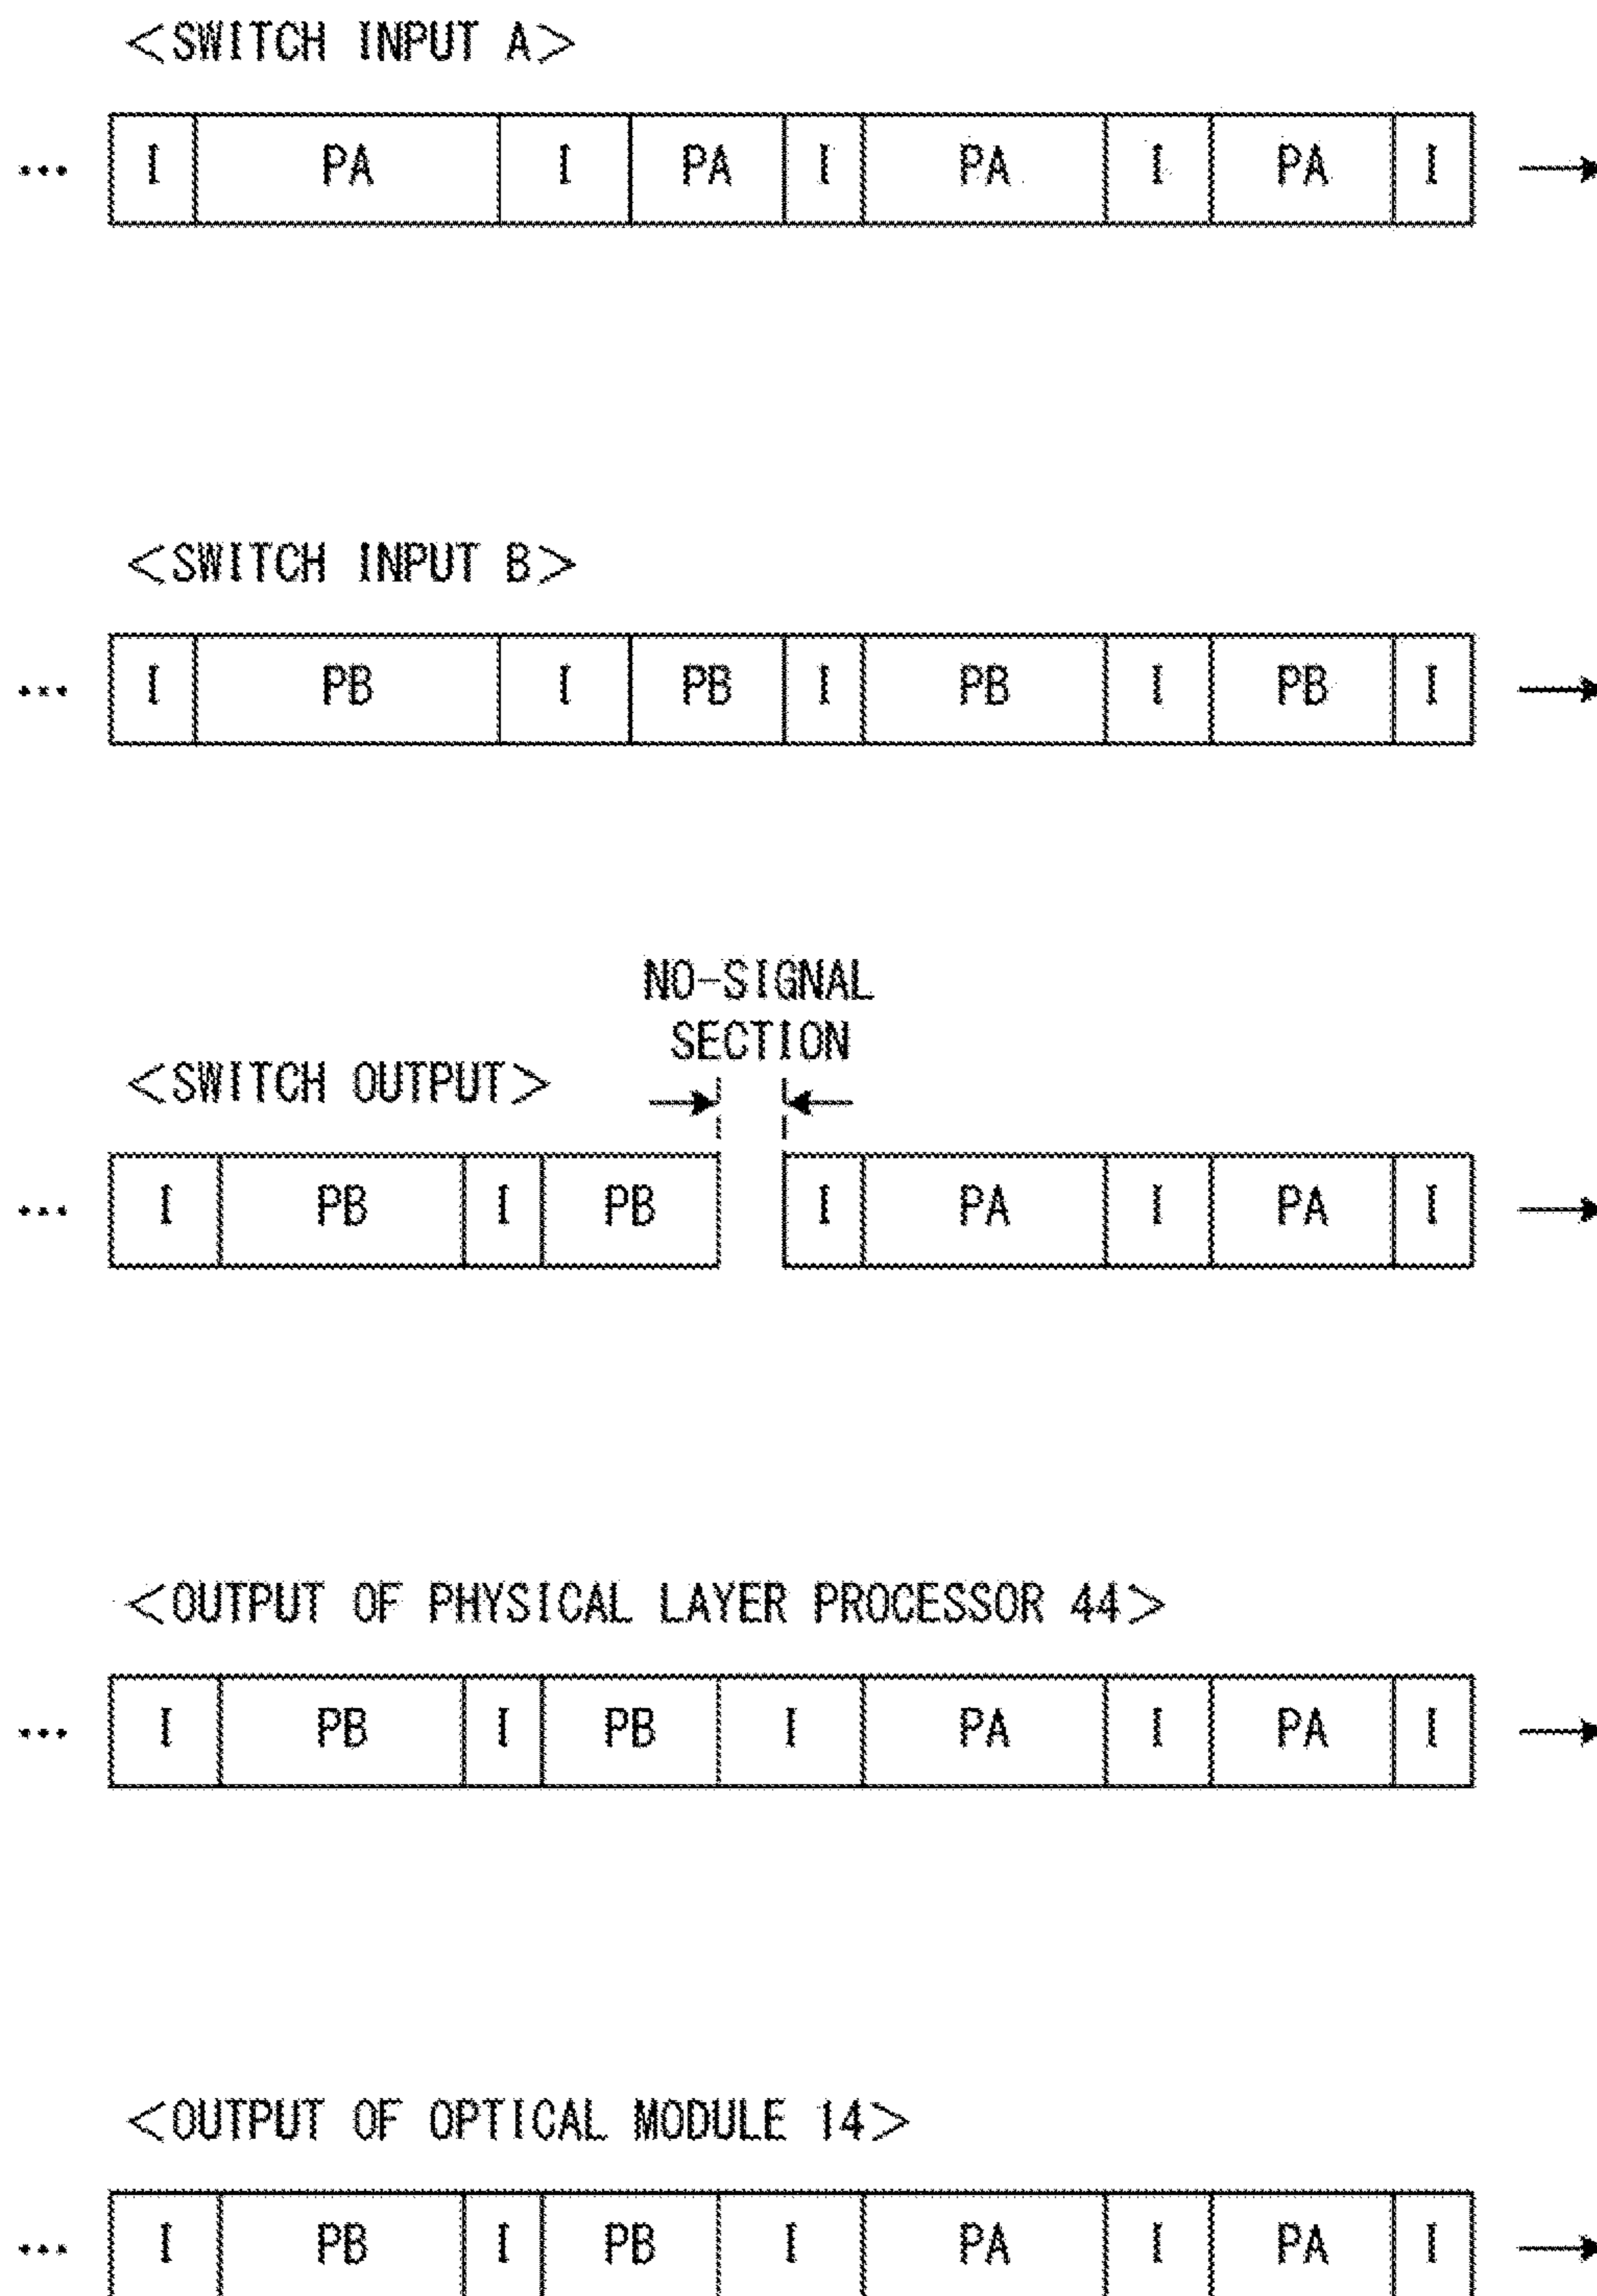 <SWITCH INPUT A>
... I PA I PA I PA I PA I
<SWITCH INPUT B>
... I PB I PB I PB I PB I
NO-SIGNAL
SECTION
<SWITCH OUTPUT>
... I PB I PB I PA I PA I
<OUTPUT OF PHYSICAL LAYER PROCESSOR 44>
... I PB I PB I PA I PA I
<OUTPUT OF OPTICAL MODULE 14>
... I PB I PB I PA I PA I